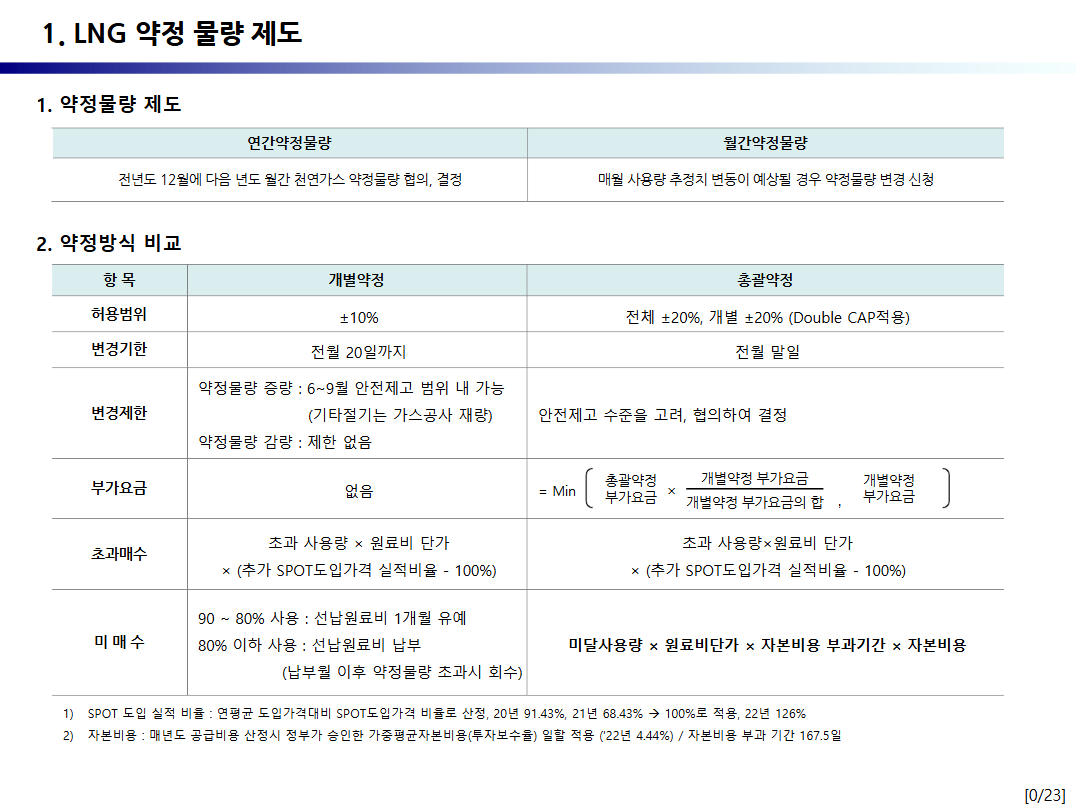 1. LNG 약정 물량 제도
1. 약정물량 제도
연간약정물량
월간약정물량
전년도 12월에 다음 년도 월간 천연가스 약정물량 협의, 결정
매월 사용량 추정치 변동이 예상될 경우 약정물량 변경 신청
2. 약정방식 비교
항 목
개별약정
총괄약정
허용범위
±10%
전체 ±20%, 개별 ±20% (Double CAP적용)
변경기한
전월 20일까지
전월 말일
변경제한
약정물량 증량 : 6~9월 안전제고 범위 내 가능
(기타절기는 가스공사 재량)
약정물량 감량 : 제한 없음
안전제고 수준을 고려, 협의하여 결정
부가요금
없음
= Min
총괄약정
부가요금
×
개별약정 부가요금
개별약정 부가요금의 합
,
개별약정
부가요금
초과매수
초과 사용량 × 원료비 단가
× (추가 SPOT도입가격 실적비율 - 100%)
초과 사용량×원료비 단가
× (추가 SPOT도입가격 실적비율 - 100%)
미 매 수
90 ~ 80% 사용 : 선납원료비 1개월 유예
80% 이하 사용 : 선납원료비 납부
(납부월 이후 약정물량 초과시 회수)
미달사용량 × 원료비단가 × 자본비용 부과기간 × 자본비용
1) SPOT 도입 실적 비율 : 연평균 도입가격대비 SPOT도입가격 비율로 산정, 20년 91.43%, 21년 68.43% → 100%로 적용, 22년 126%
2) 자본비용 : 매년도 공급비용 산정시 정부가 승인한 가중평균자본비용(투자보수율) 일할 적용 ('22년 4.44%) / 자본비용 부과 기간 167.5일
[0/23]